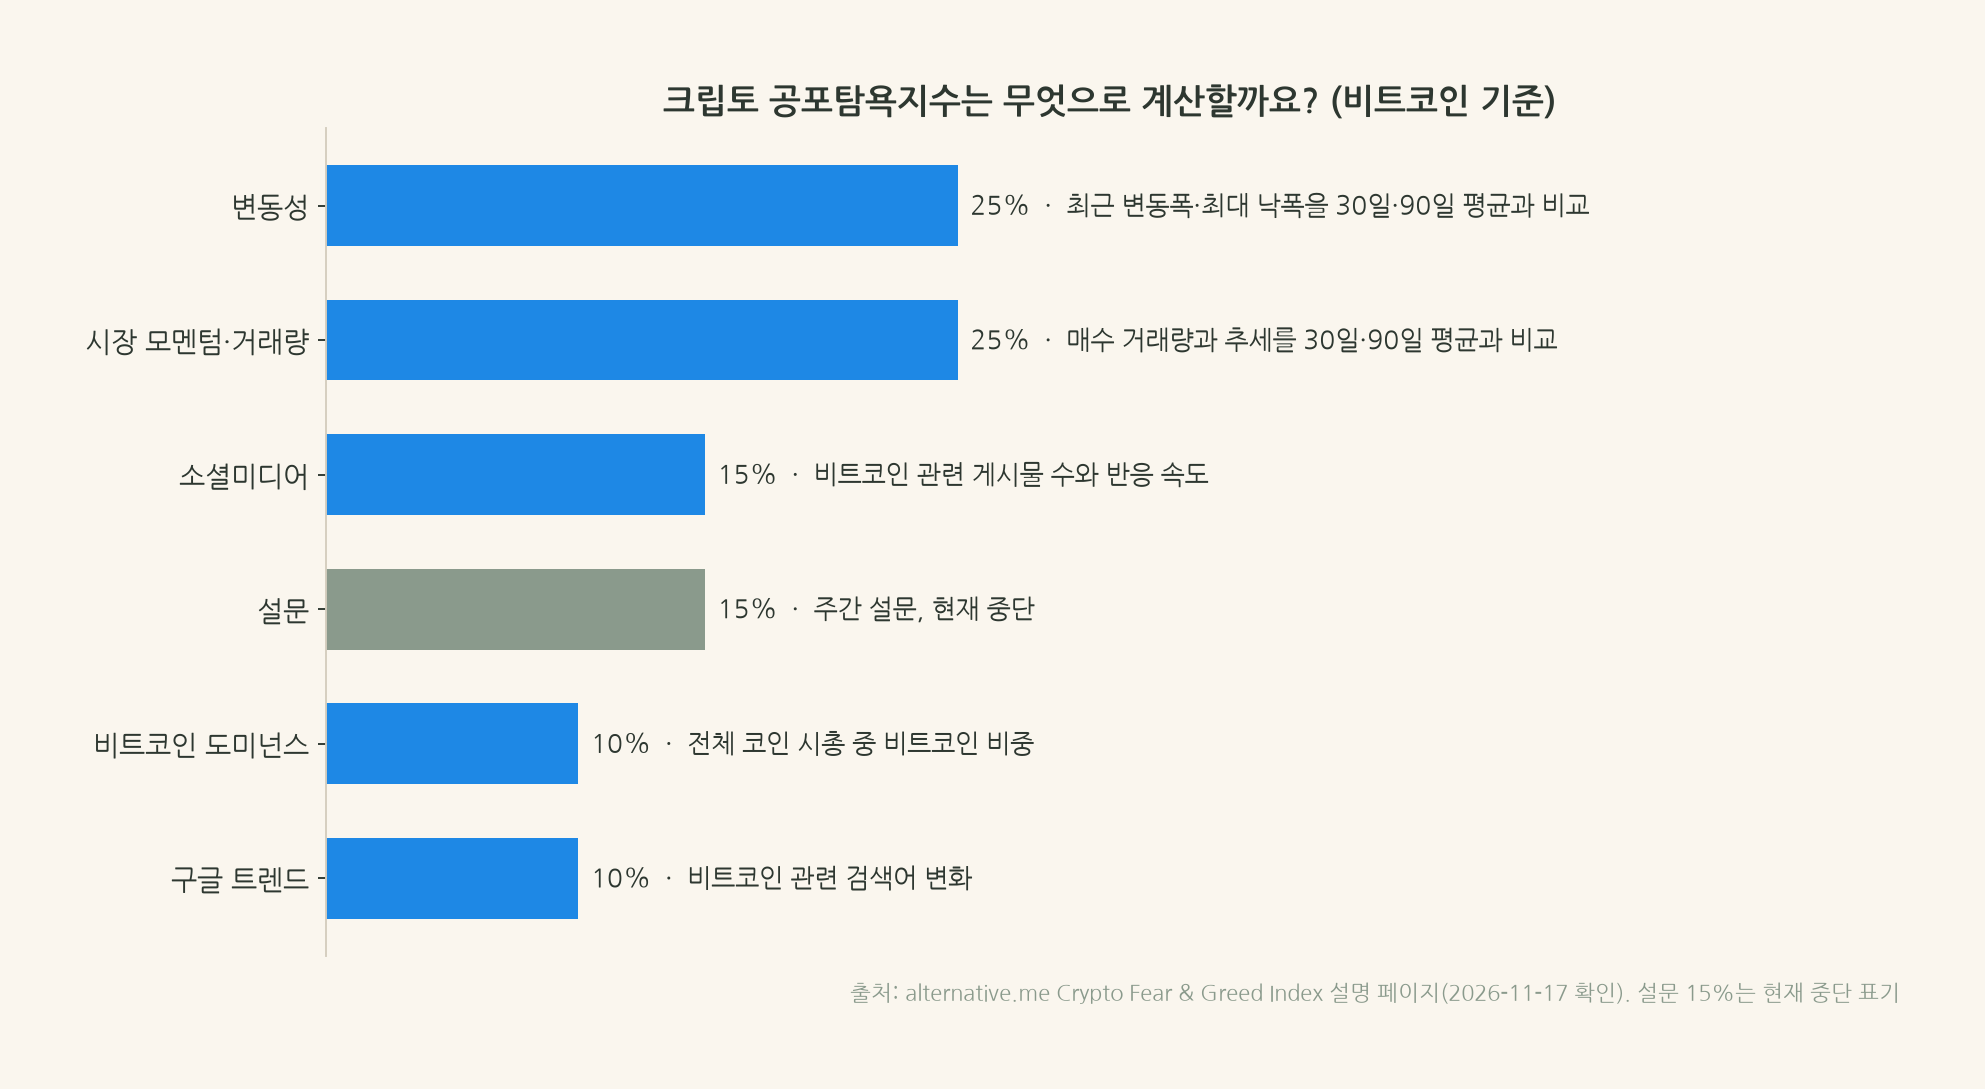 크립토 공포탐욕지수는 무엇으로 계산할까요? (비트코인 기준)
변동성 25% · 최근 변동폭·최대 낙폭을 30일·90일 평균과 비교
시장 모멘텀·거래량 25% · 매수 거래량과 추세를 30일·90일 평균과 비교
소셜미디어 15% · 비트코인 관련 게시물 수와 반응 속도
설문 15% · 주간 설문, 현재 중단
비트코인 도미넌스 10% · 전체 코인 시총 중 비트코인 비중
구글 트렌드 10% · 비트코인 관련 검색어 변화
출처: alternative.me Crypto Fear & Greed Index 설명 페이지(2026-11-17 확인). 설문 15%는 현재 중단 표기